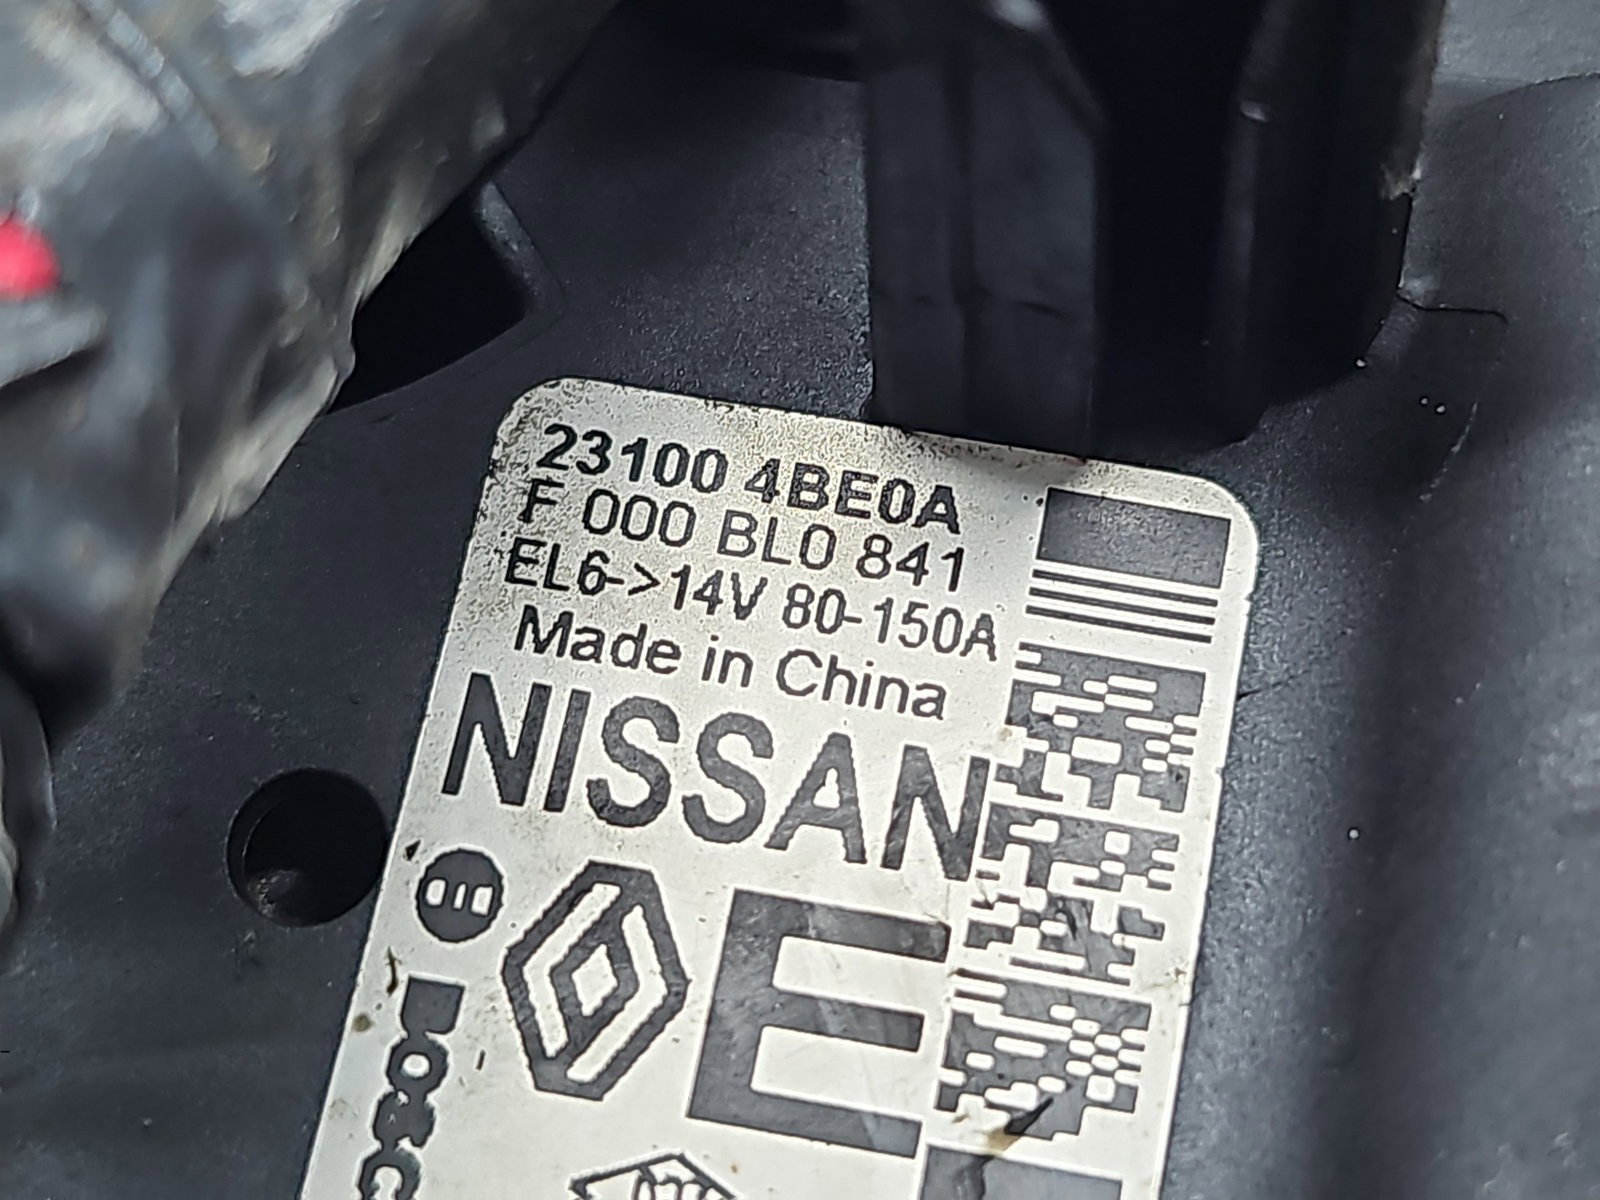 23100 4BE0A
F 000 BL0 841
EL6->14V 80-150A
Made in China
NISSAN
E